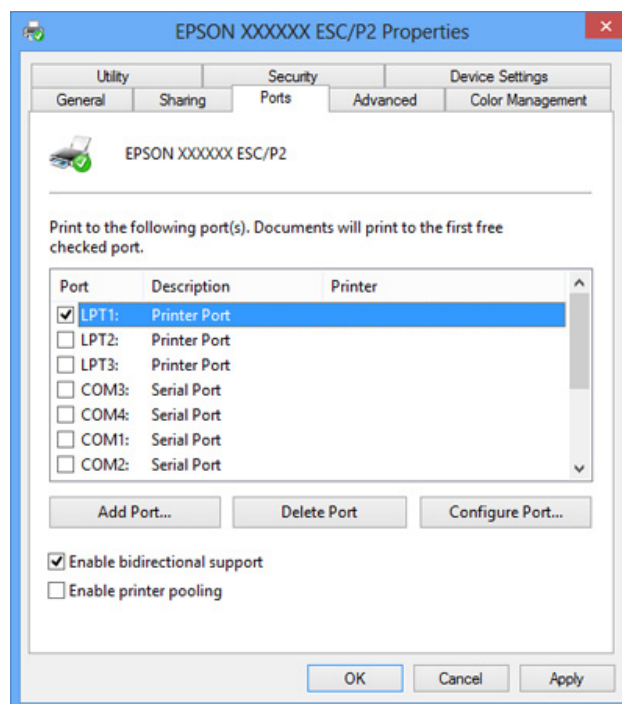 EPSON XXXXXX ESC/P2 Properties
Utility Security Device Settings
General Sharing Ports Advanced Color Management
EPSON XXXXXX ESC/P2
Print to the following port(s). Documents will print to the first free
checked port.
Port Description Printer
LPT1: Printer Port
LPT2: Printer Port
LPT3: Printer Port
COM3: Serial Port
COM4: Serial Port
COM1: Serial Port
COM2: Serial Port
Add Port... Delete Port Configure Port...
Enable bidirectional support
Enable printer pooling
OK Cancel Apply